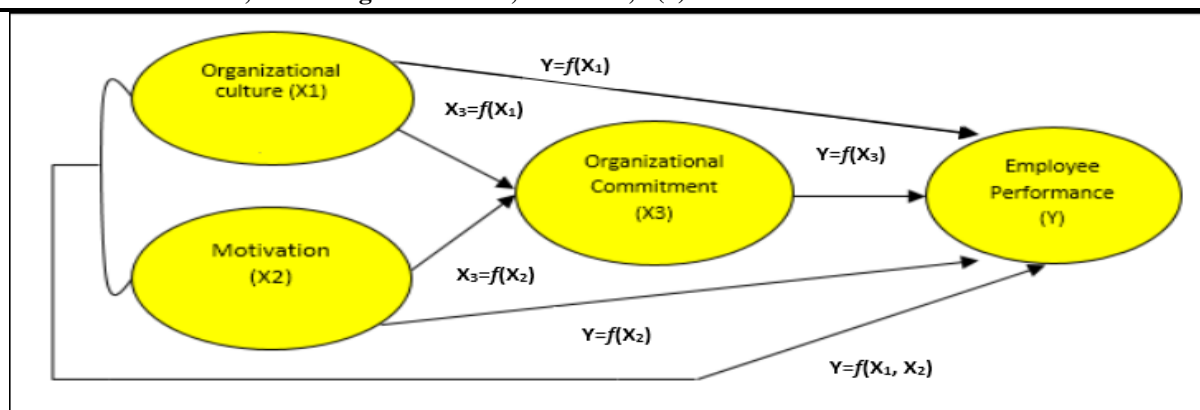 Organizational
culture (X1)
Y=f(X₁)
X₃=f(X₁)
Organizational
Commitment
(X3)
Y=f(X₃)
Employee
Performance
(Y)
Motivation
(X2)
X₃=f(X₂)
Y=f(X₂)
Y=f(X₁, X₂)